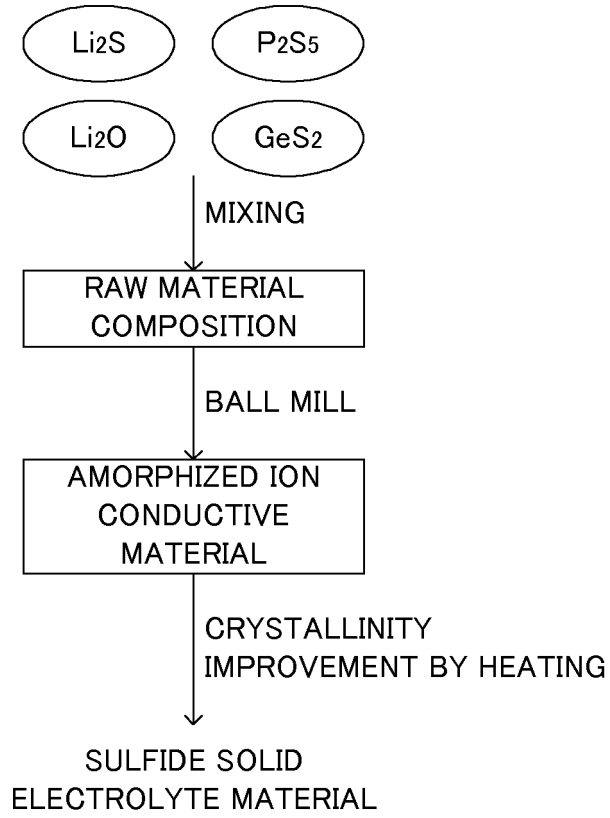 Li2S P2S5
Li2O GeS2
MIXING
RAW MATERIAL
COMPOSITION
BALL MILL
AMORPHIZED ION
CONDUCTIVE
MATERIAL
CRYSTALLINITY
IMPROVEMENT BY HEATING
SULFIDE SOLID
ELECTROLYTE MATERIAL